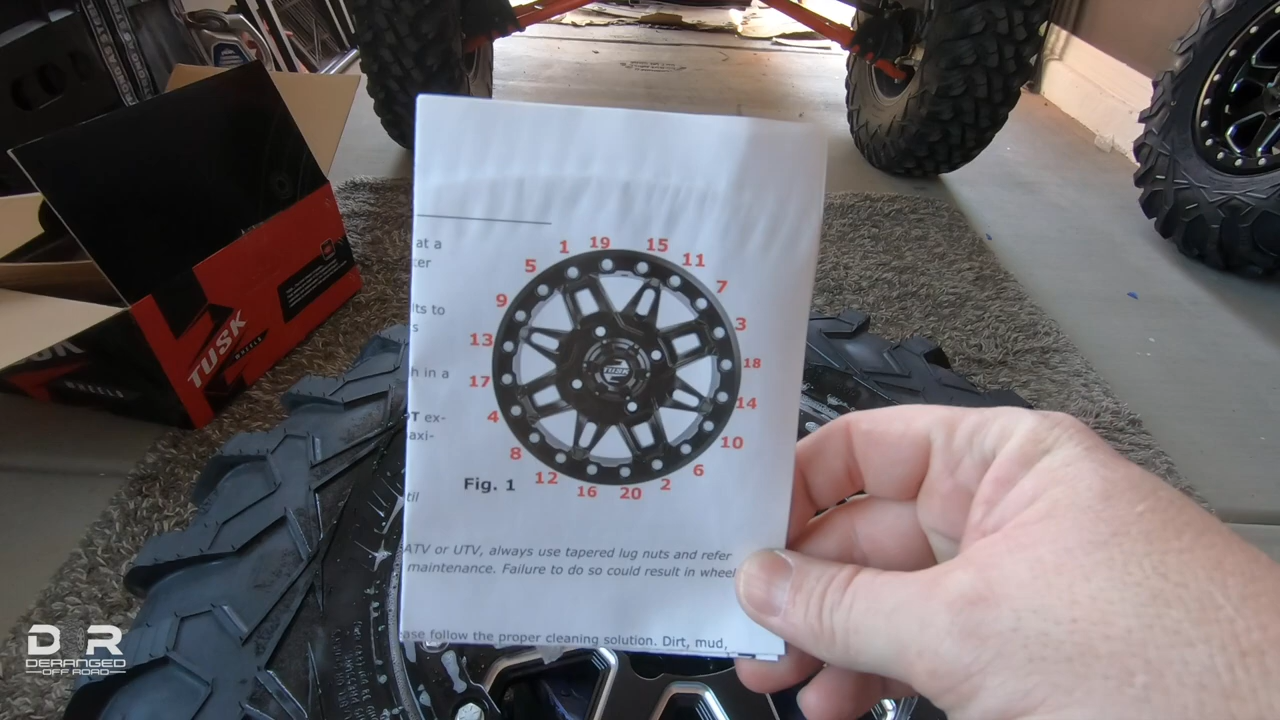 at a
1 19 15
5 11
9 7
lts to
3
13
18
h in a
17
TUSK
14
4
OT ex-
10
axi-
8
6
Fig. 1
12 2
16 20
til
ATV or UTV, always use tapered lug nuts and refer
maintenance. Failure to do so could result in wheel
ase follow the proper cleaning solution. Dirt, mud,
TUSK
WHEELS
D R
DERANGED
OFF ROAD